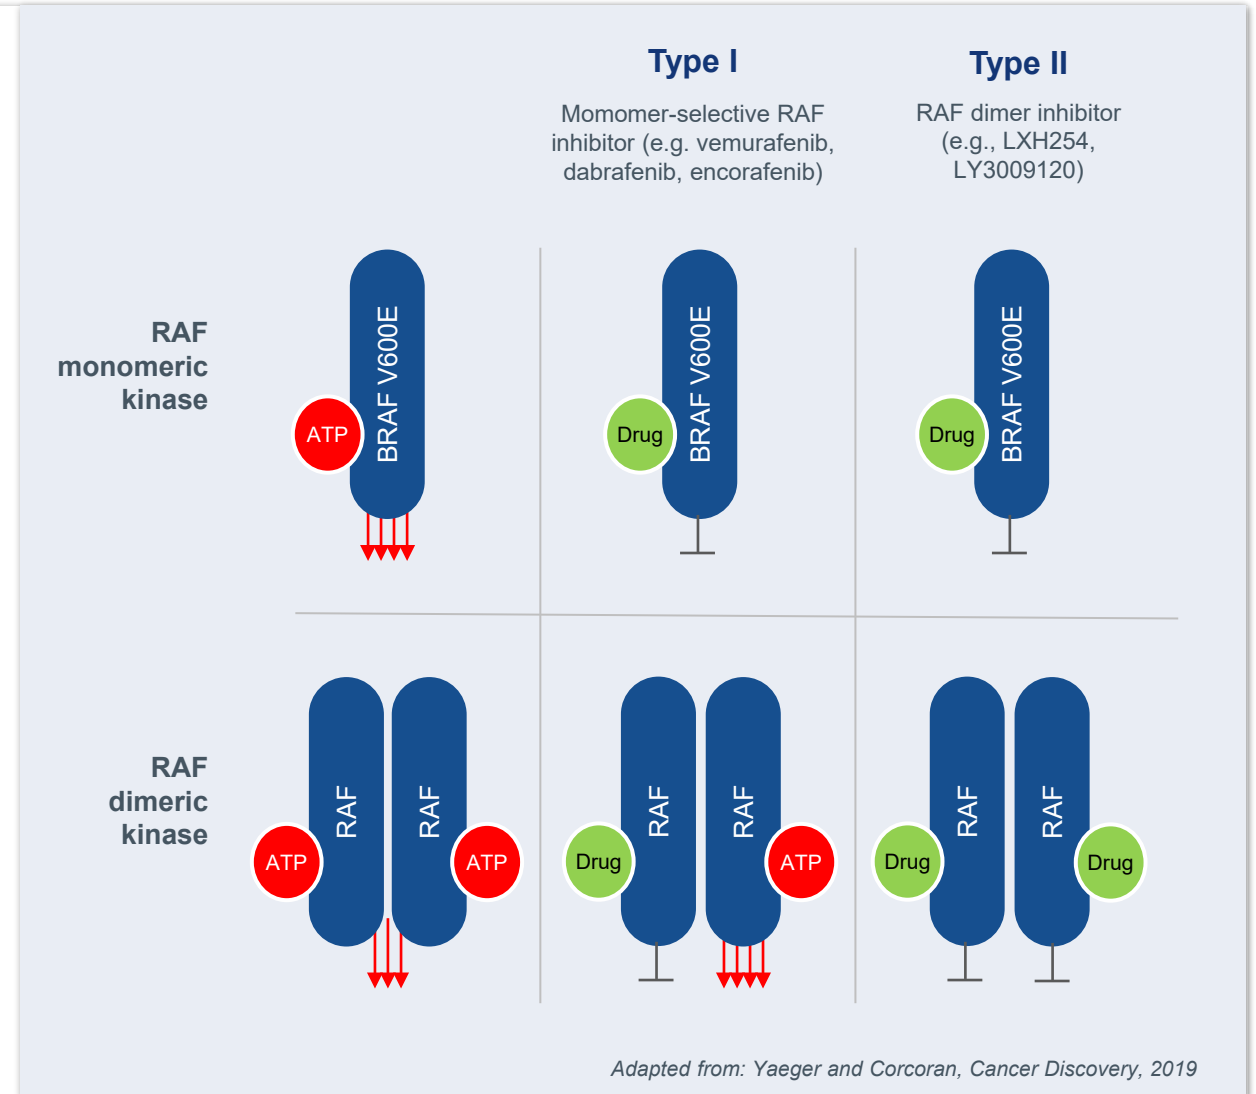 Type I
Type II
Momomer-selective RAF
inhibitor (e.g. vemurafenib,
dabrafenib, encorafenib)
RAF dimer inhibitor
(e.g., LXH254,
LY3009120)
RAF
monomeric
kinase
ATP
BRAF V600E
Drug
BRAF V600E
Drug
BRAF V600E
RAF
dimeric
kinase
ATP
RAF
RAF
ATP
Drug
RAF
RAF
ATP
Drug
RAF
RAF
Drug
Adapted from: Yaeger and Corcoran, Cancer Discovery, 2019